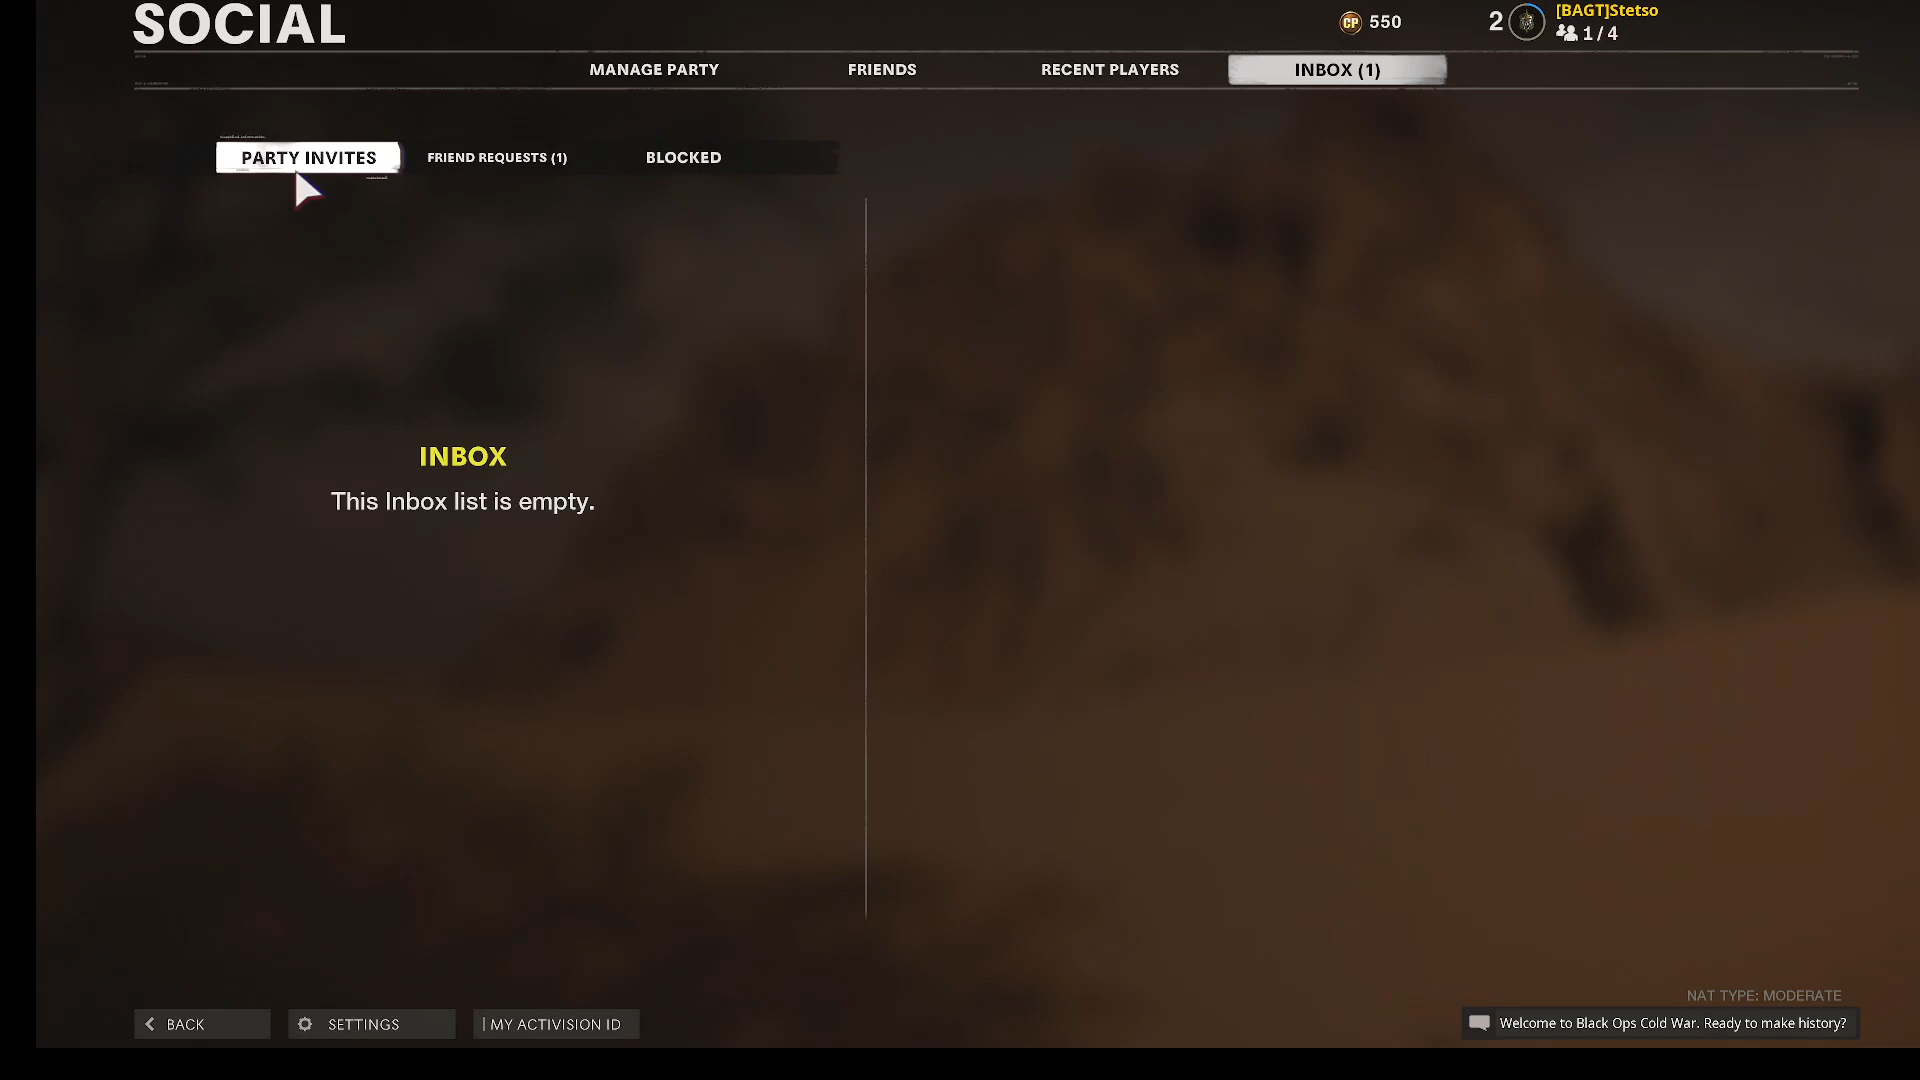 SOCIAL
CP 550
2
[BAGT]Stetso
1 / 4
MANAGE PARTY
FRIENDS
RECENT PLAYERS
INBOX (1)
PARTY INVITES
FRIEND REQUESTS (1)
BLOCKED
INBOX
This Inbox list is empty.
NAT TYPE: MODERATE
BACK
SETTINGS
| MY ACTIVISION ID
Welcome to Black Ops Cold War. Ready to make history?